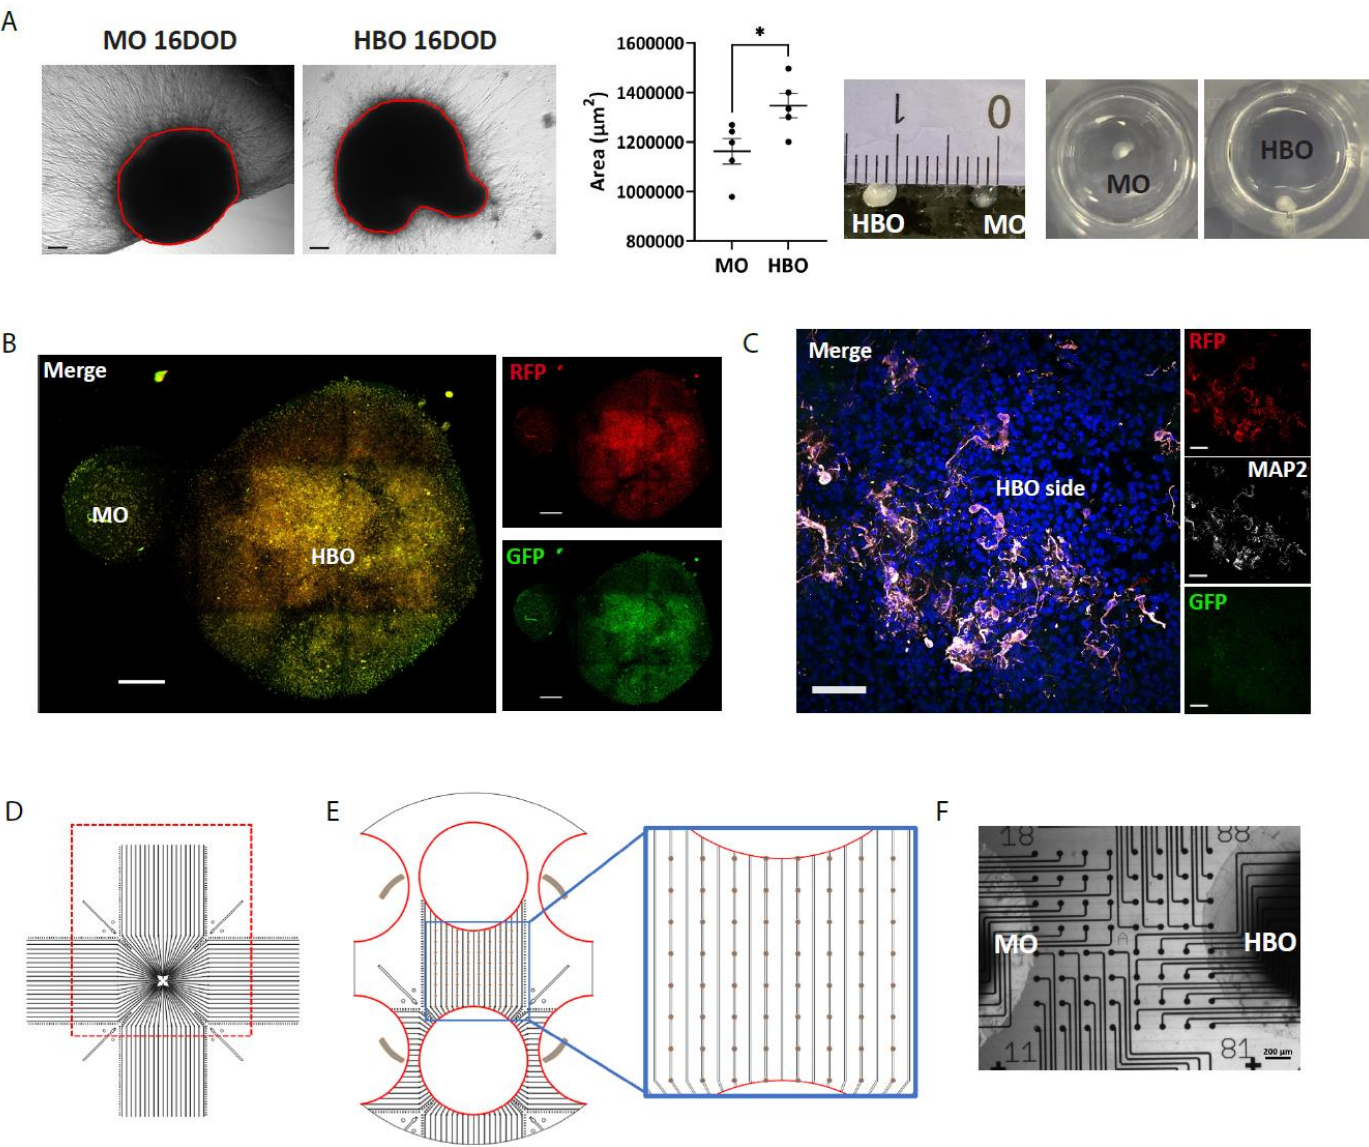 A
MO 16DOD
HBO 16DOD
Area (µm²)
1600000
1400000
1200000
1000000
800000
*
MO
HBO
1
0
HBO
MO
MO
HBO
B
Merge
MO
HBO
RFP
GFP
C
Merge
HBO side
RFP
MAP2
GFP
D
E
F
18
88
MO
A
HBO
11
81
200 µm